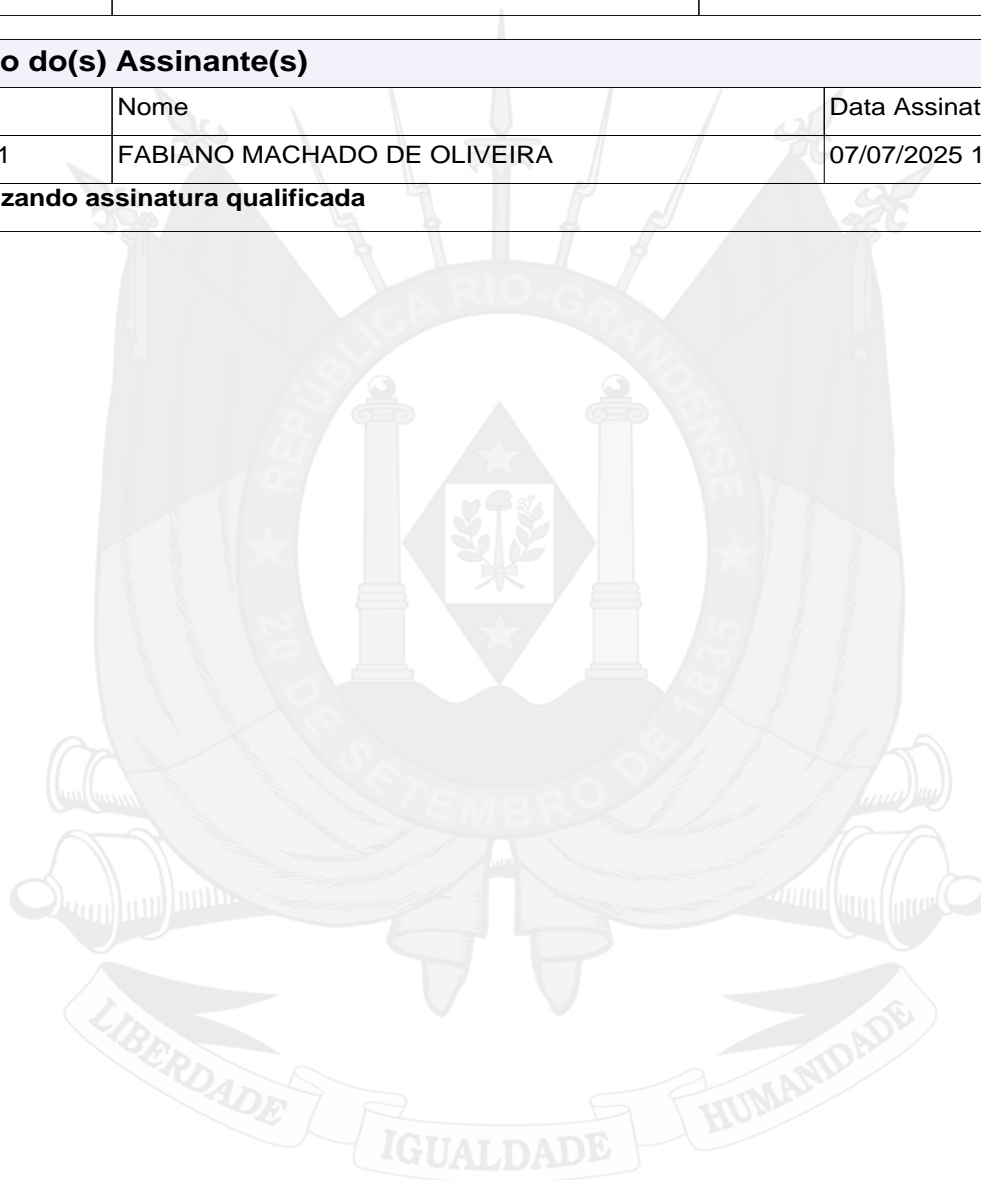 o do(s) Assinante(s)
Nome Data Assinat
1 FABIANO MACHADO DE OLIVEIRA 07/07/2025 1
zando assinatura qualificada
REPÚBLICA RIO-GRANDENSE
20 DE SETEMBRO DE 1835
LIBERDADE IGUALDADE HUMANIDADE